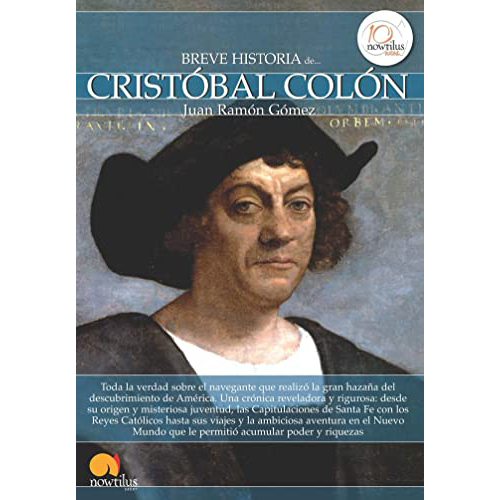 10
nowtilus
BREVE HISTORIA de...
CRISTÓBAL COLÓN
Juan Ramón Gómez
ORBEM
Toda la verdad sobre el navegante que realizó la gran hazaña del
descubrimiento de América. Una crónica reveladora y rigurosa: desde
su origen y misteriosa juventud, las Capitulaciones de Santa Fe con los
Reyes Católicos hasta sus viajes y la ambiciosa aventura en el Nuevo
Mundo que le permitió acumular poder y riquezas
nowtilus